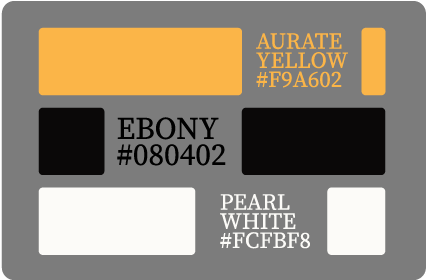 AURATE
YELLOW
#F9A602
EBONY
#080402
PEARL
WHITE
#FCFBF8